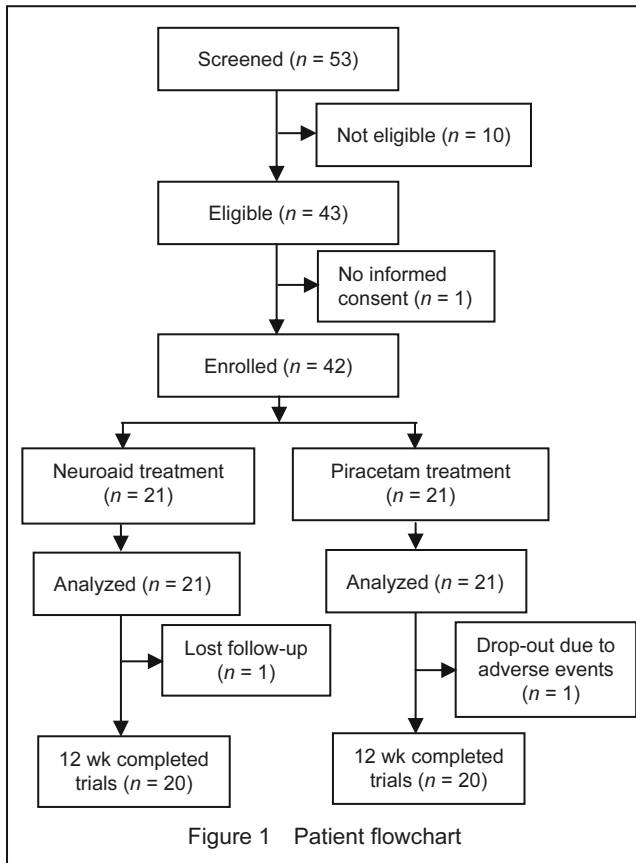 Screened (n = 53)
Not eligible (n = 10)
Eligible (n = 43)
No informed
consent (n = 1)
Enrolled (n = 42)
Neuroaid treatment
(n = 21)
Piracetam treatment
(n = 21)
Analyzed (n = 21)
Analyzed (n = 21)
Lost follow-up
(n = 1)
Drop-out due to
adverse events
(n = 1)
12 wk completed
trials (n = 20)
12 wk completed
trials (n = 20)
Figure 1 Patient flowchart